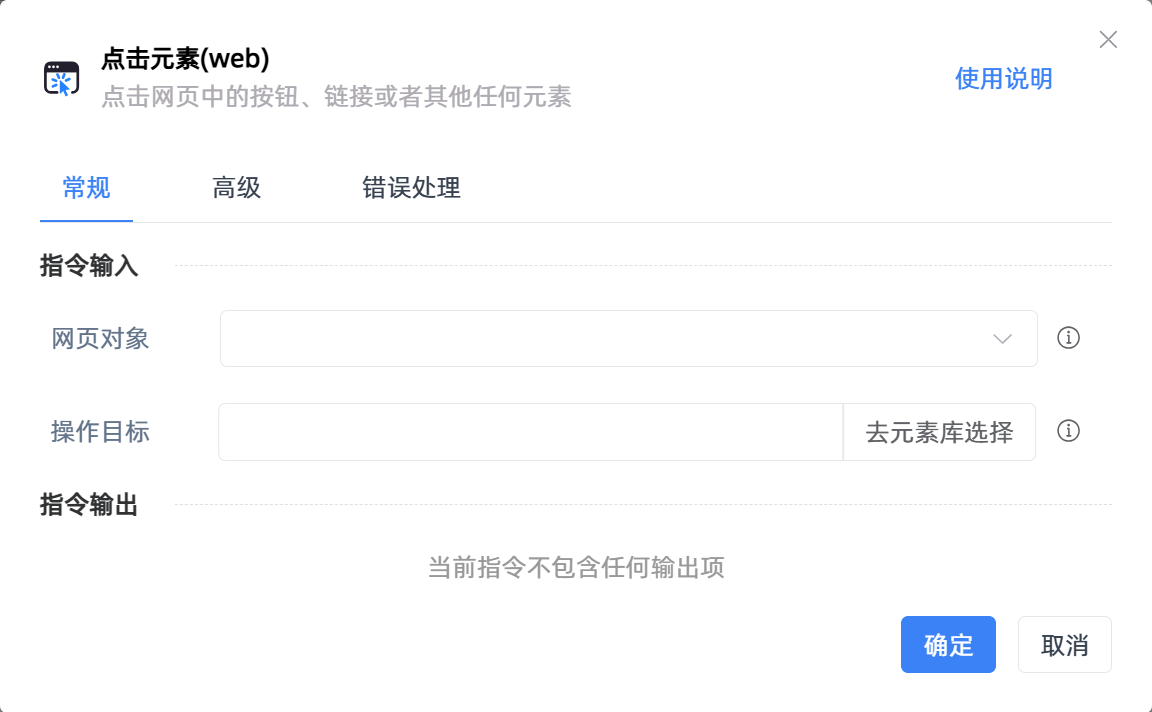 点击元素(web)
点击网页中的按钮、链接或者其他任何元素
使用说明
常规
高级
错误处理
指令输入
网页对象
操作目标
去元素库选择
指令输出
当前指令不包含任何输出项
确定
取消